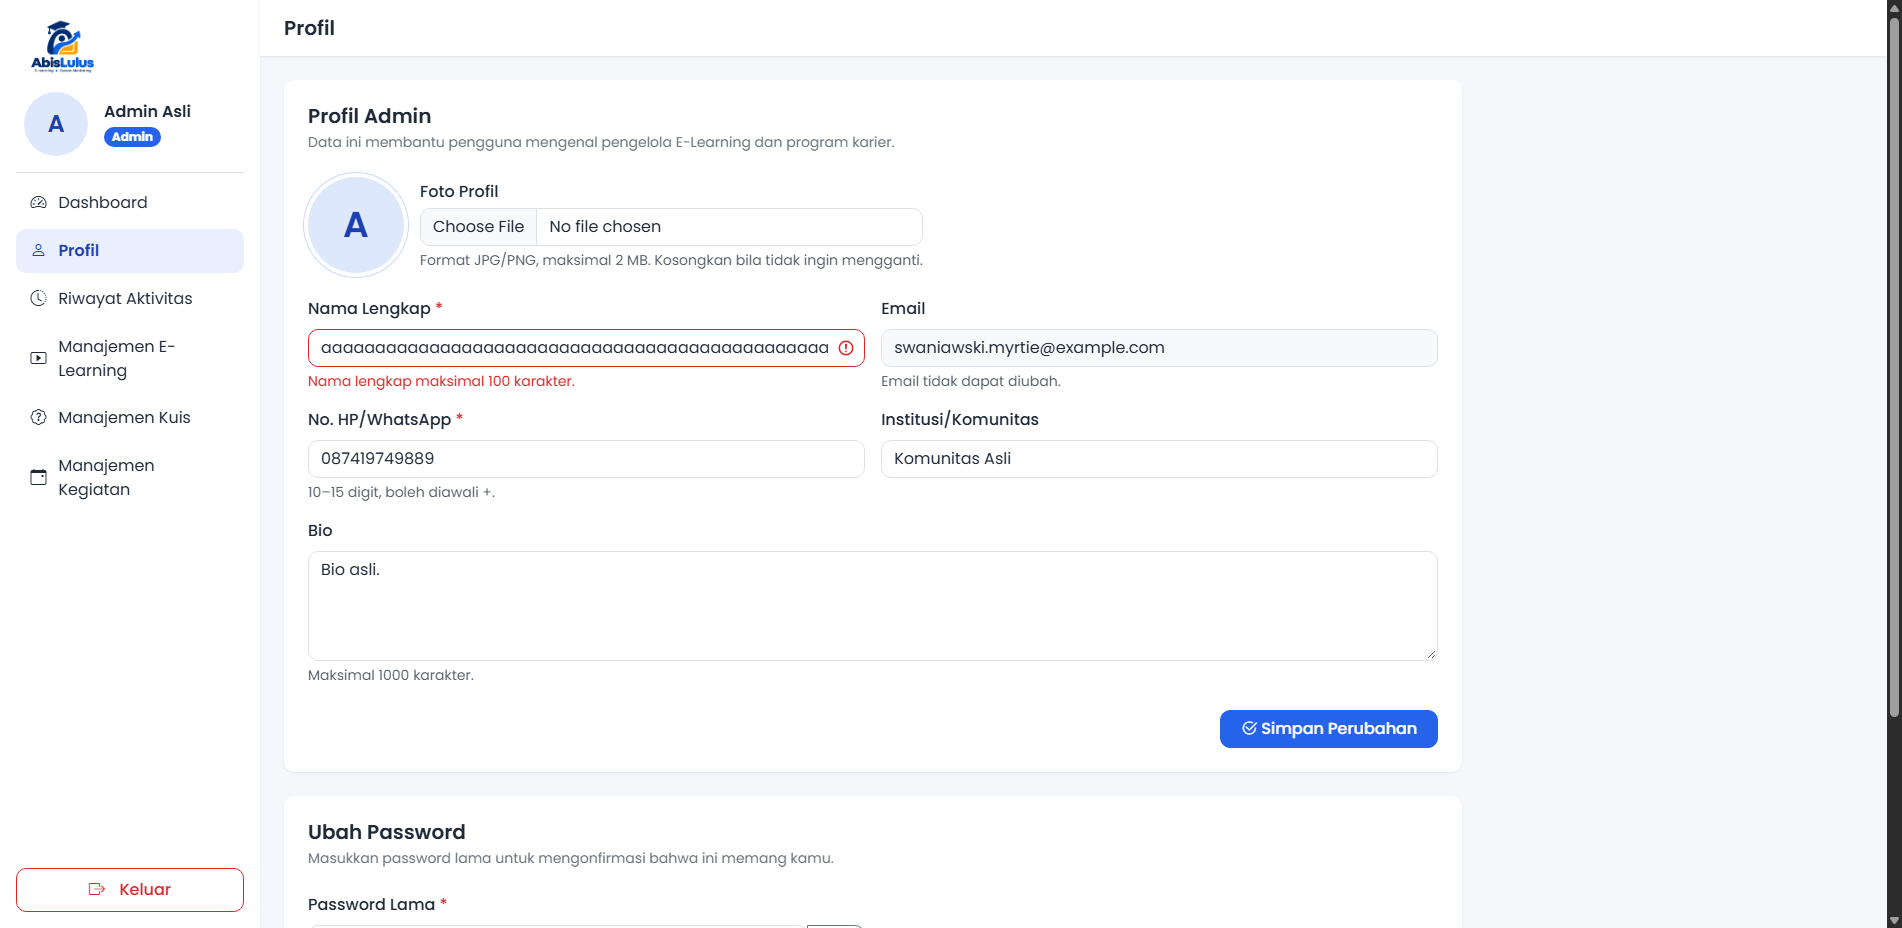 AbisLulus
A
Admin Asli
Admin
Dashboard
Profil
Riwayat Aktivitas
Manajemen E-
Learning
Manajemen Kuis
Manajemen
Kegiatan
Keluar
Profil
Profil Admin
Data ini membantu pengguna mengenal pengelola E-Learning dan program karier.
A
Foto Profil
Choose File No file chosen
Format JPG/PNG, maksimal 2 MB. Kosongkan bila tidak ingin mengganti.
Nama Lengkap *
aaaaaaaaaaaaaaaaaaaaaaaaaaaaaaaaaaaaaaaaaaaaaaa
Nama lengkap maksimal 100 karakter.
Email
swaniawski.myrtie@example.com
Email tidak dapat diubah.
No. HP/WhatsApp *
087419749889
10–15 digit, boleh diawali +.
Institusi/Komunitas
Komunitas Asli
Bio
Bio asli.
Maksimal 1000 karakter.
Simpan Perubahan
Ubah Password
Masukkan password lama untuk mengonfirmasi bahwa ini memang kamu.
Password Lama *